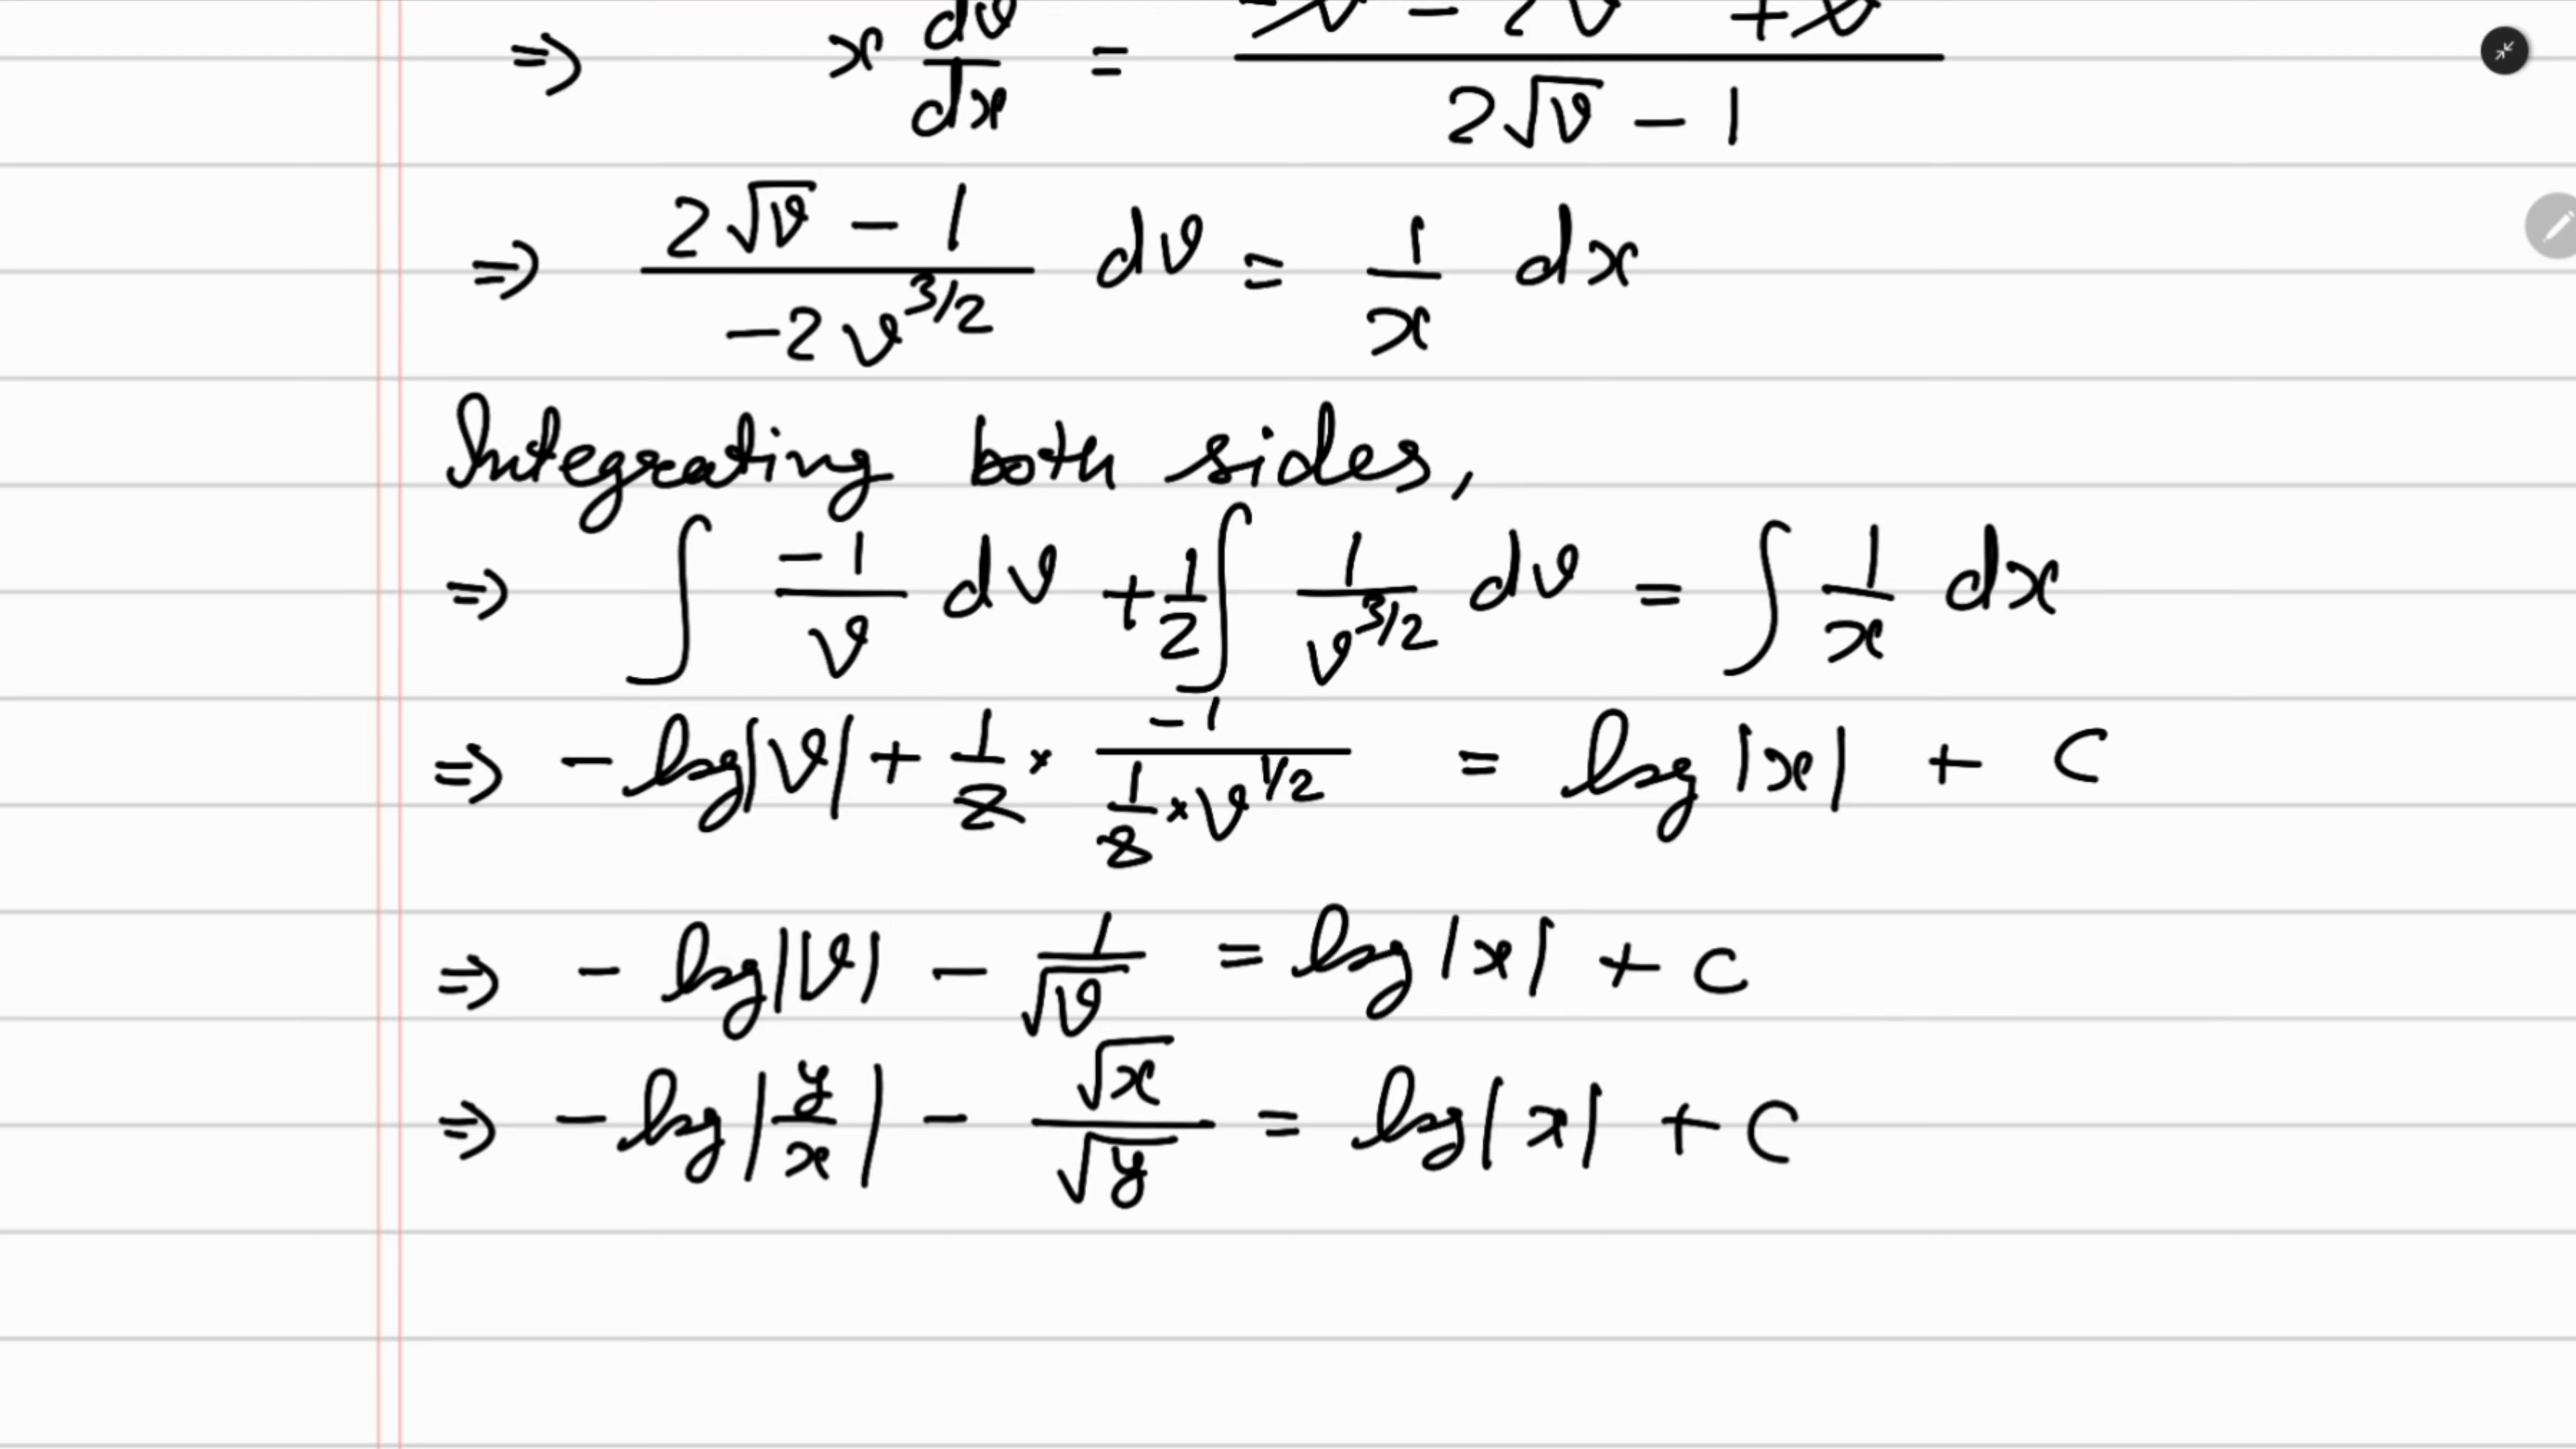 ⇒ x dv/dx = (-v - 2v + v)/(2√v - 1)
⇒ (2√v - 1)/(-2v^(3/2)) dv = 1/x dx
Integrating both sides,
⇒ ∫ -1/v dv + 1/2 ∫ 1/v^(3/2) dv = ∫ 1/x dx
⇒ - log|v| + 1/2 × -1/(1/2 × v^(1/2)) = log|x| + C
⇒ - log|v| - 1/√v = log|x| + C
⇒ - log|y/x| - √x/√y = log|x| + C